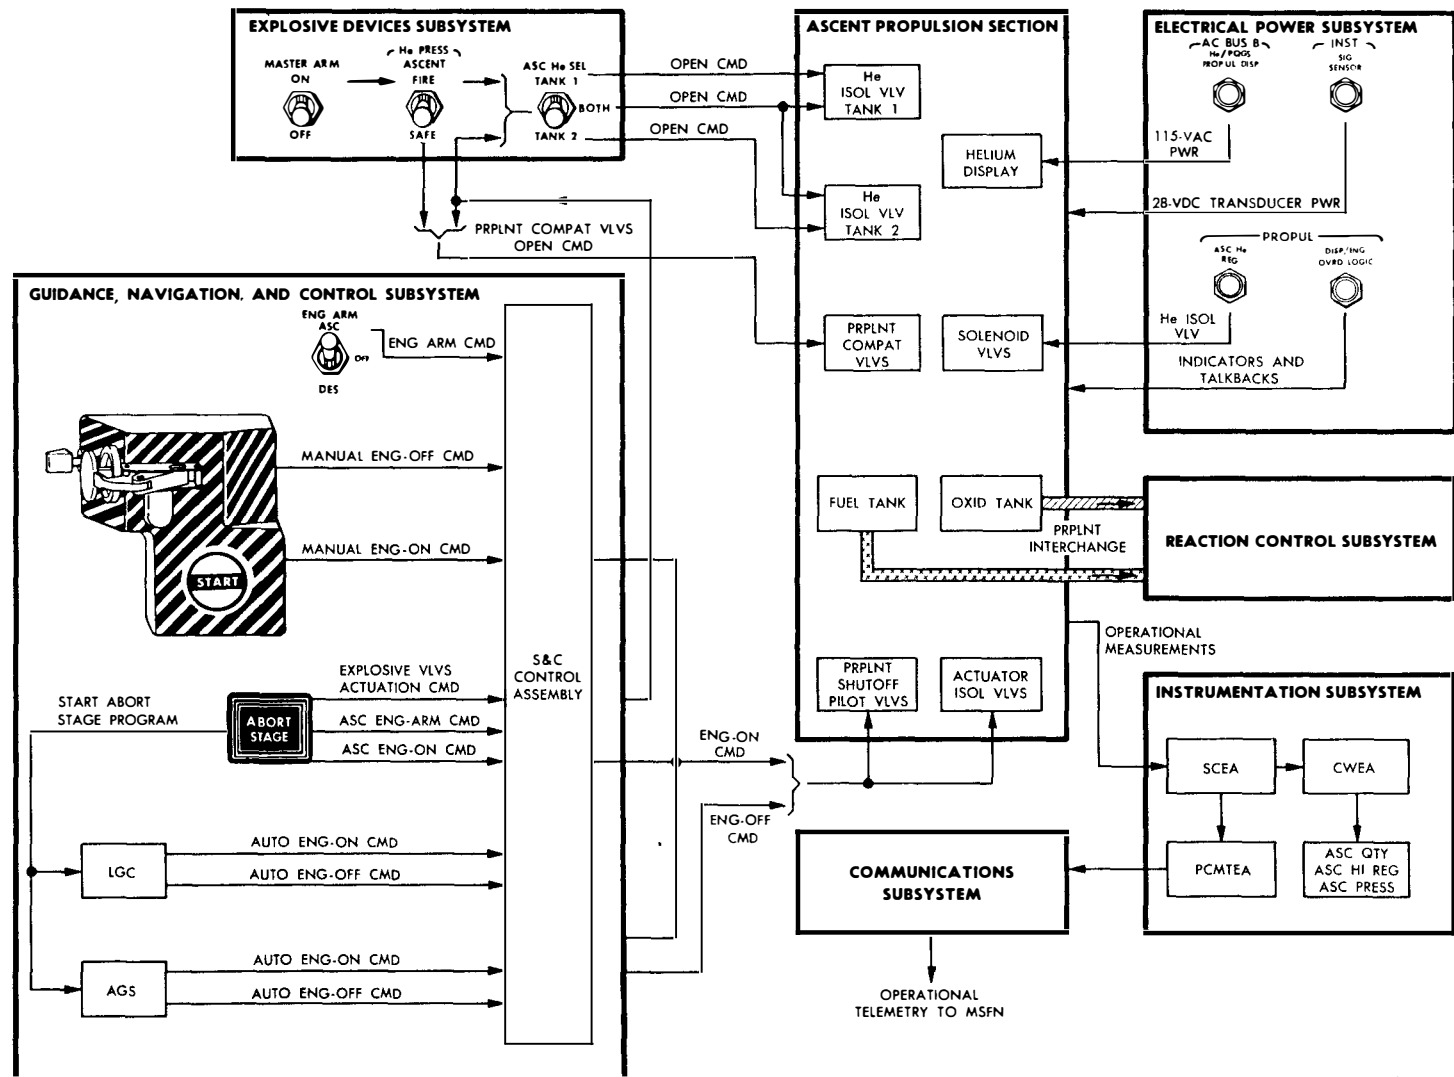 EXPLOSIVE DEVICES SUBSYSTEM
MASTER ARM
ON
OFF
He PRESS
ASCENT
FIRE
SAFE
ASC He SEL
TANK 1
BOTH
TANK 2
OPEN CMD
OPEN CMD
OPEN CMD
PRPLNT COMPAT VLVS
OPEN CMD
ASCENT PROPULSION SECTION
He
ISOL VLV
TANK 1
HELIUM
DISPLAY
He
ISOL VLV
TANK 2
PRPLNT
COMPAT
VLVS
SOLENOID
VLVS
FUEL TANK
OXID TANK
PRPLNT
INTERCHANGE
PRPLNT
SHUTOFF
PILOT VLVS
ACTUATOR
ISOL VLVS
ELECTRICAL POWER SUBSYSTEM
AC BUS B
He/PQGS
PROPUL DISP
INST
SIG
SENSOR
115-VAC
PWR
28-VDC TRANSDUCER PWR
PROPUL
ASC He
REG
DISP/ENG
OVRD LOGIC
He ISOL
VLV
INDICATORS AND
TALKBACKS
REACTION CONTROL SUBSYSTEM
OPERATIONAL
MEASUREMENTS
INSTRUMENTATION SUBSYSTEM
SCEA
CWEA
PCMTEA
ASC QTY
ASC HI REG
ASC PRESS
COMMUNICATIONS
SUBSYSTEM
OPERATIONAL
TELEMETRY TO MSFN
GUIDANCE, NAVIGATION, AND CONTROL SUBSYSTEM
ENG ARM
ASC
OFF
DES
ENG ARM CMD
MANUAL ENG-OFF CMD
MANUAL ENG-ON CMD
START
S&C
CONTROL
ASSEMBLY
EXPLOSIVE VLVS
ACTUATION CMD
START ABORT
STAGE PROGRAM
ABORT
STAGE
ASC ENG-ARM CMD
ASC ENG-ON CMD
ENG-ON
CMD
ENG-OFF
CMD
LGC
AUTO ENG-ON CMD
AUTO ENG-OFF CMD
AGS
AUTO ENG-ON CMD
AUTO ENG-OFF CMD